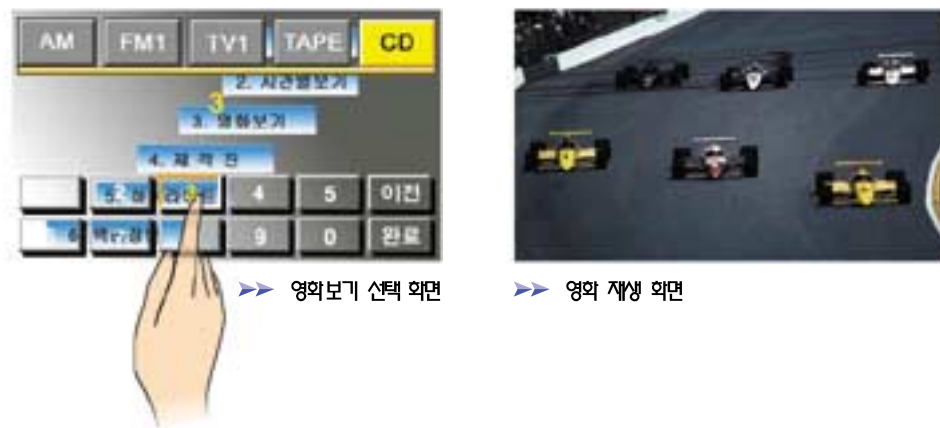 AM FM1 TV1 TAPE CD
2. 시간별보기
3
3. 영화보기
4. 제 작 진
2 3 4 5 이전
9 0 완료
▶▶ 영화보기 선택 화면
▶▶ 영화 재생 화면